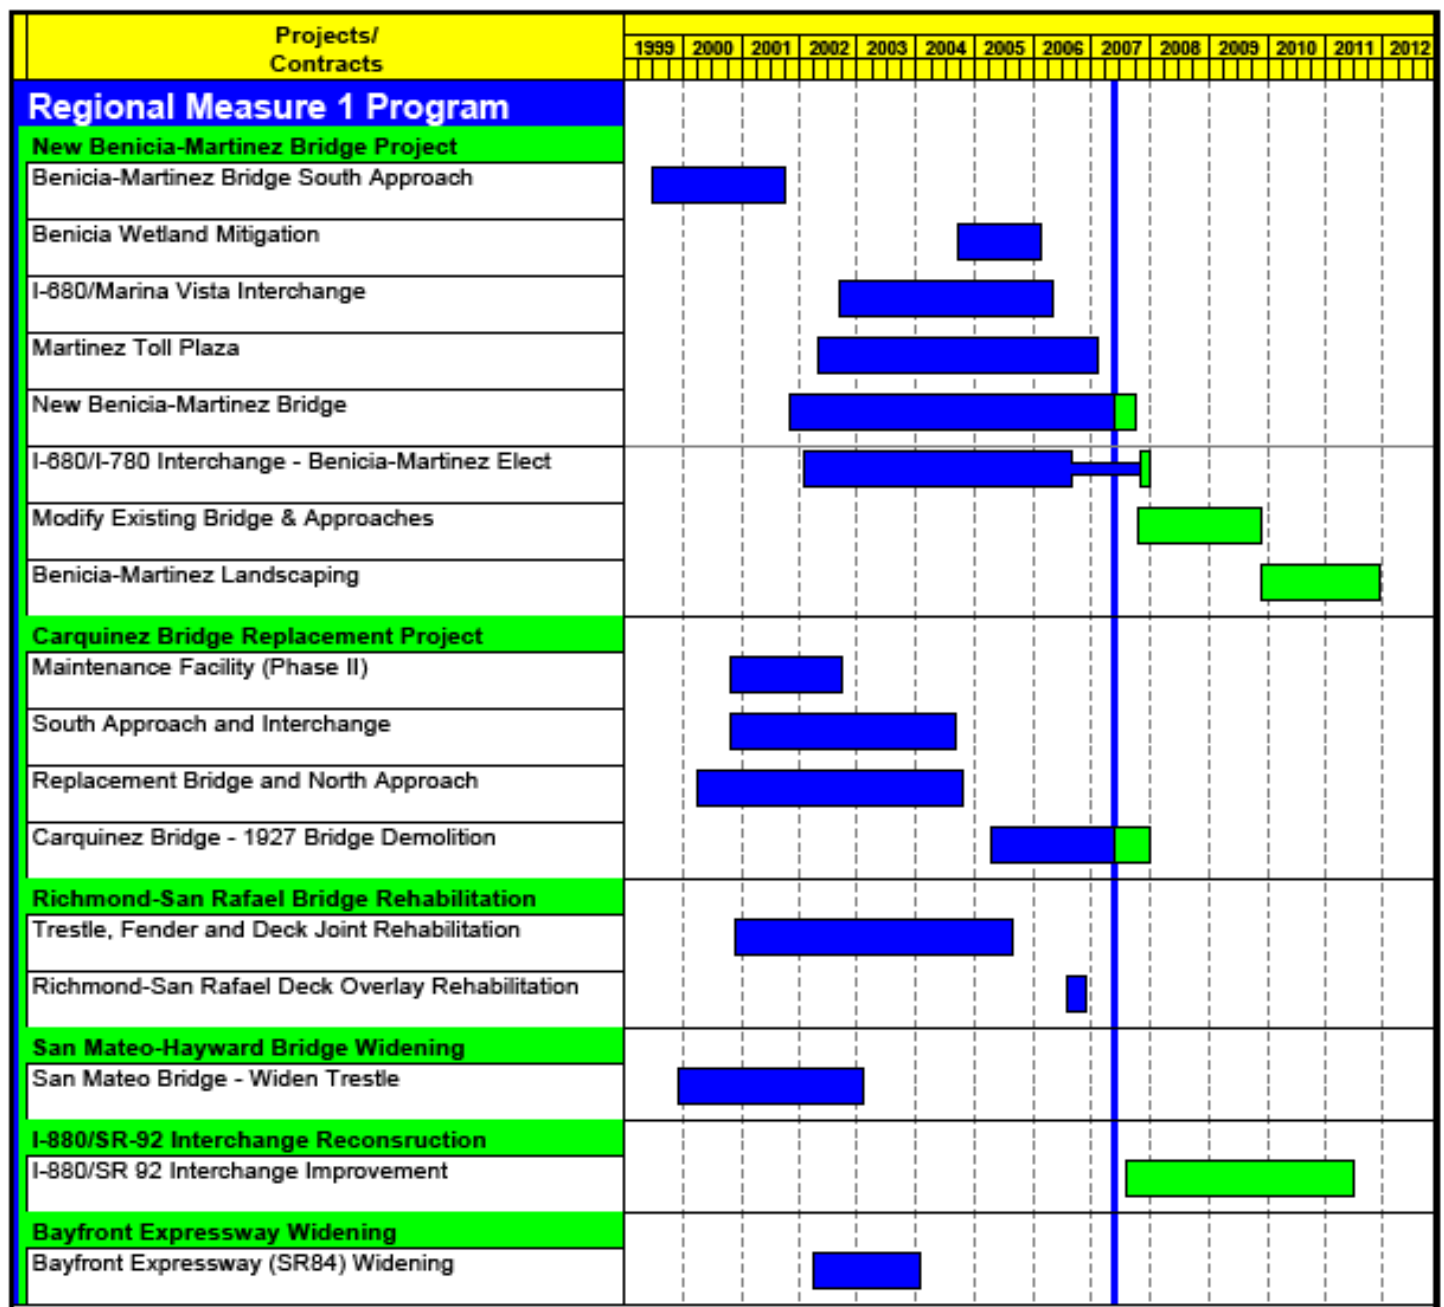 Projects/
Contracts
1999 2000 2001 2002 2003 2004 2005 2006 2007 2008 2009 2010 2011 2012
Regional Measure 1 Program
New Benicia-Martinez Bridge Project
Benicia-Martinez Bridge South Approach
Benicia Wetland Mitigation
I-680/Marina Vista Interchange
Martinez Toll Plaza
New Benicia-Martinez Bridge
I-680/I-780 Interchange - Benicia-Martinez Elect
Modify Existing Bridge & Approaches
Benicia-Martinez Landscaping
Carquinez Bridge Replacement Project
Maintenance Facility (Phase II)
South Approach and Interchange
Replacement Bridge and North Approach
Carquinez Bridge - 1927 Bridge Demolition
Richmond-San Rafael Bridge Rehabilitation
Trestle, Fender and Deck Joint Rehabilitation
Richmond-San Rafael Deck Overlay Rehabilitation
San Mateo-Hayward Bridge Widening
San Mateo Bridge - Widen Trestle
I-880/SR-92 Interchange Reconsruction
I-880/SR 92 Interchange Improvement
Bayfront Expressway Widening
Bayfront Expressway (SR84) Widening